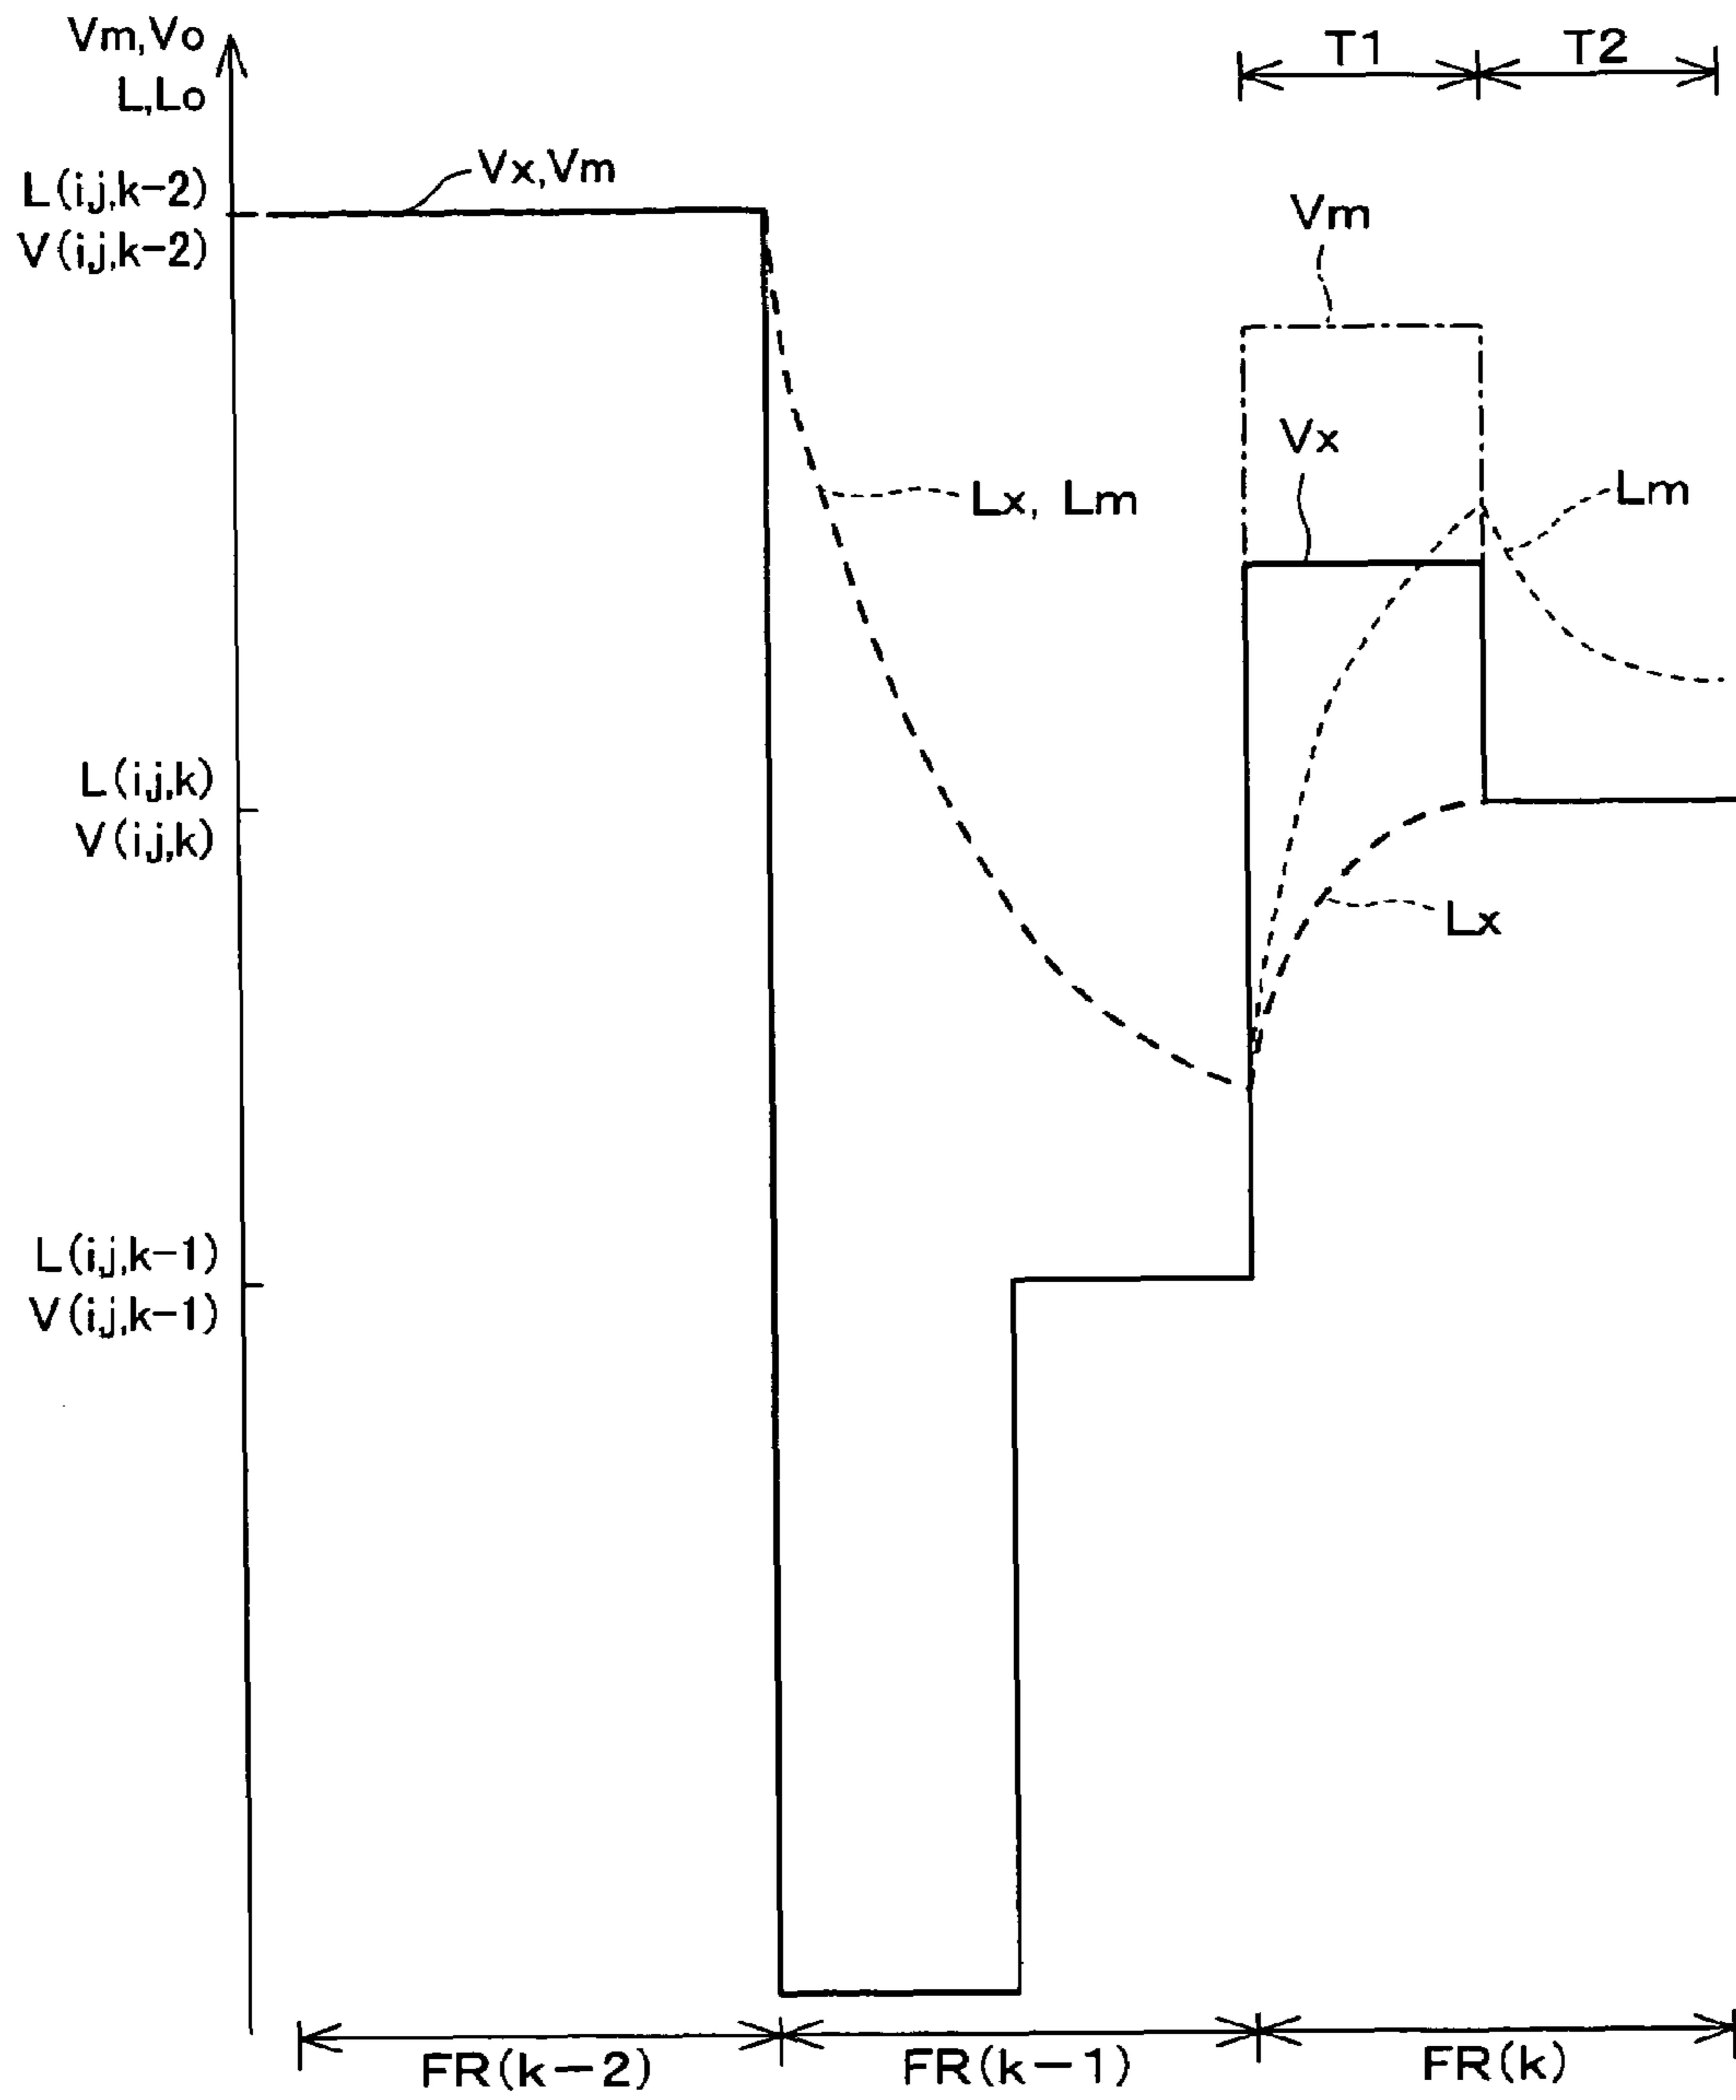 Vm,Vo
L,Lo
T1
T2
L(i,j,k-2)
V(i,j,k-2)
Vx,Vm
Vm
Vx
Lx, Lm
Lm
L(i,j,k)
V(i,j,k)
Lx
L(i,j,k-1)
V(i,j,k-1)
FR(k-2)
FR(k-1)
FR(k)